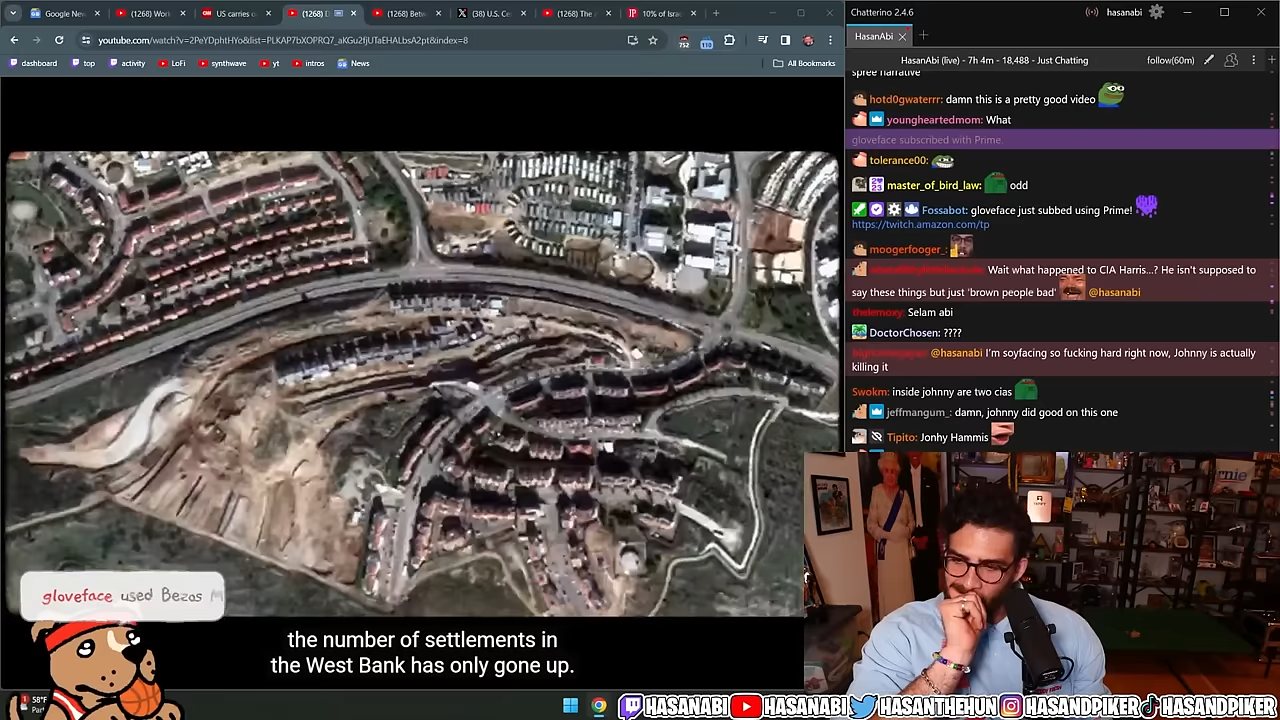 Google Nev
(1268) Worl
US carries o
(1268) D
(1268) Betv
(38) U.S. Ce
(1268) The
10% of Isra
youtube.com/watch?v=2PeYDphtHYo&list=PLKAP7bXOPRQ7_aKGu2fjUTaEHALbsA2pt&index=8
752
110
dashboard
top
activity
LoFi
synthwave
yt
intros
News
All Bookmarks
the number of settlements in
the West Bank has only gone up.
gloveface used Bezos M
58°F
Chatterino 2.4.6
hasanabi
HasanAbi
HasanAbi (live) - 7h 4m - 18,488 - Just Chatting
follow(60m)
spree narrative
hotd0gwaterrr: damn this is a pretty good video
youngheartedmom: What
gloveface subscribed with Prime.
tolerance00:
master_of_bird_law: odd
Fossabot: gloveface just subbed using Prime!
https://twitch.amazon.com/tp
moogerfooger_:
Wait what happened to CIA Harris...? He isn't supposed to
say these things but just 'brown people bad' @hasanabi
thelemoxy: Selam abi
DoctorChosen: ????
@hasanabi I'm soyfacing so fucking hard right now, Johnny is actually
killing it
Swokm: inside johnny are two cias
jeffmangum_: damn, johnny did good on this one
Tipito: Jonhy Hammis
HASANABI
HASANABI
HASANTHEHUN
HASANDPIKER
HASANDPIKER